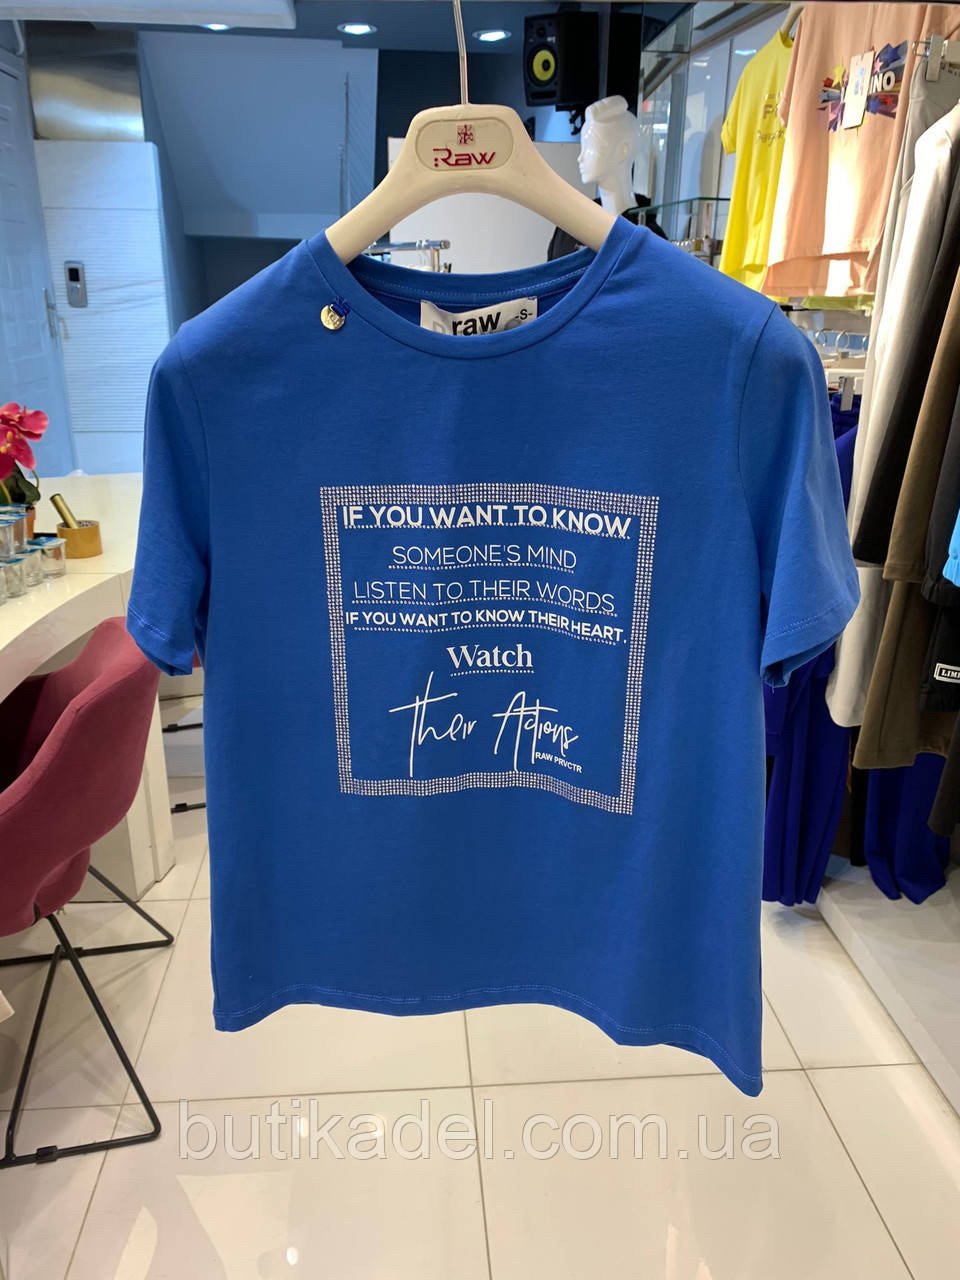 Raw
raw
-S-
IF YOU WANT TO KNOW
SOMEONE'S MIND
LISTEN TO THEIR WORDS
IF YOU WANT TO KNOW THEIR HEART,
Watch
Their Actions
RAW PRVCTR
butikadel.com.ua